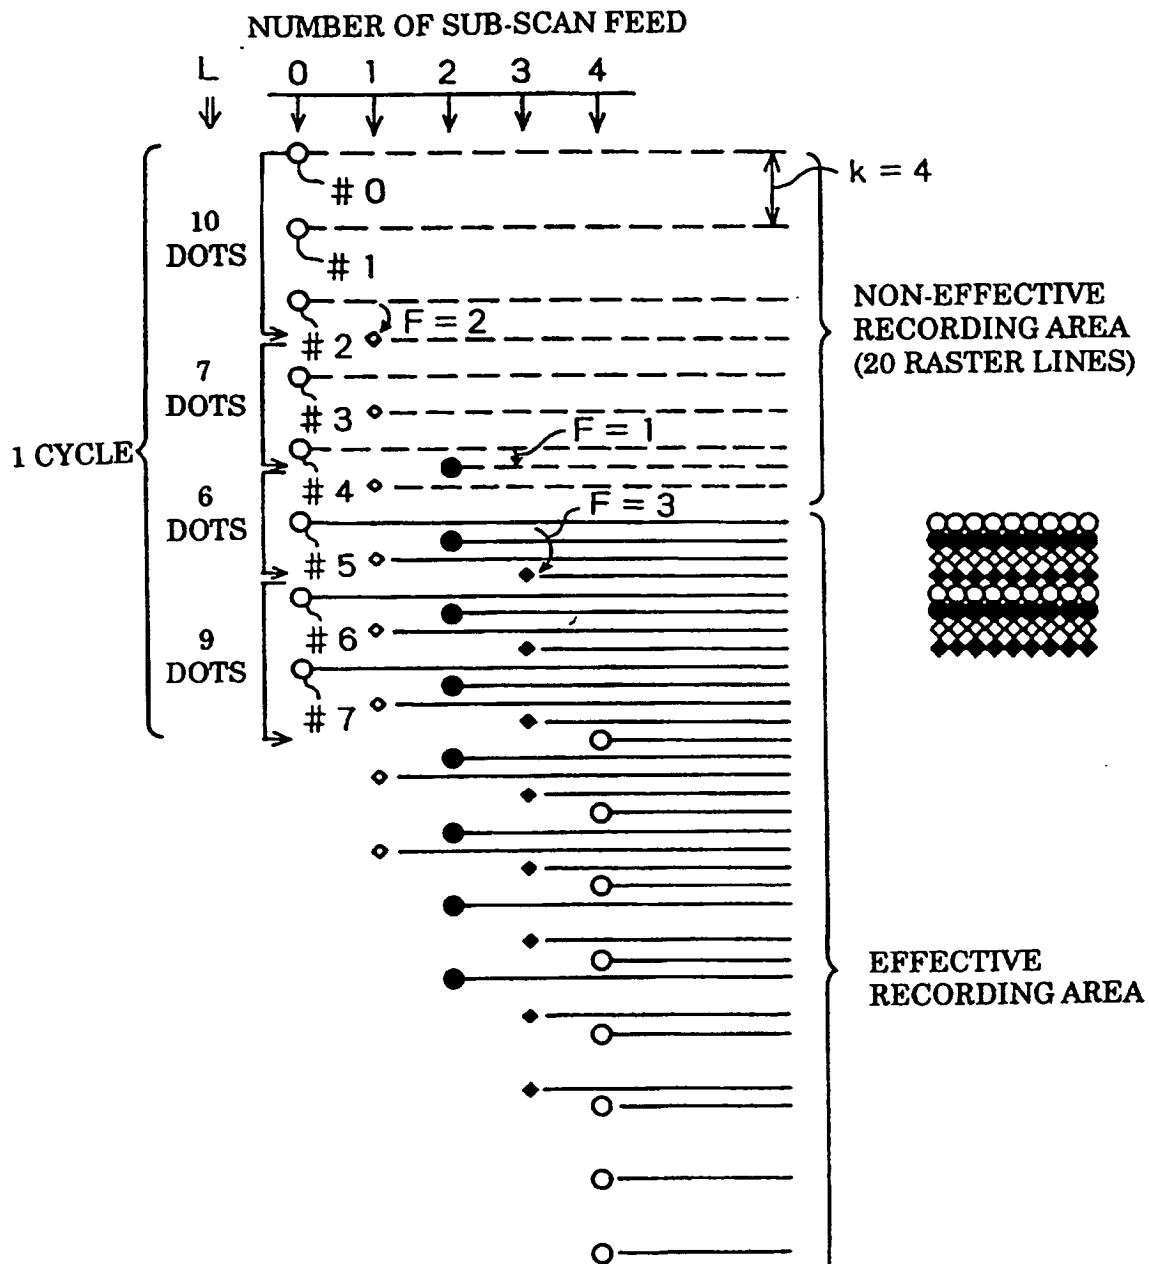 NUMBER OF SUB-SCAN FEED
L 0 1 2 3 4
# 0
k = 4
10
DOTS
# 1
NON-EFFECTIVE
RECORDING AREA
(20 RASTER LINES)
F = 2
# 2
7
DOTS
# 3
F = 1
1 CYCLE
# 4
6
DOTS
F = 3
# 5
# 6
9
DOTS
# 7
EFFECTIVE
RECORDING AREA